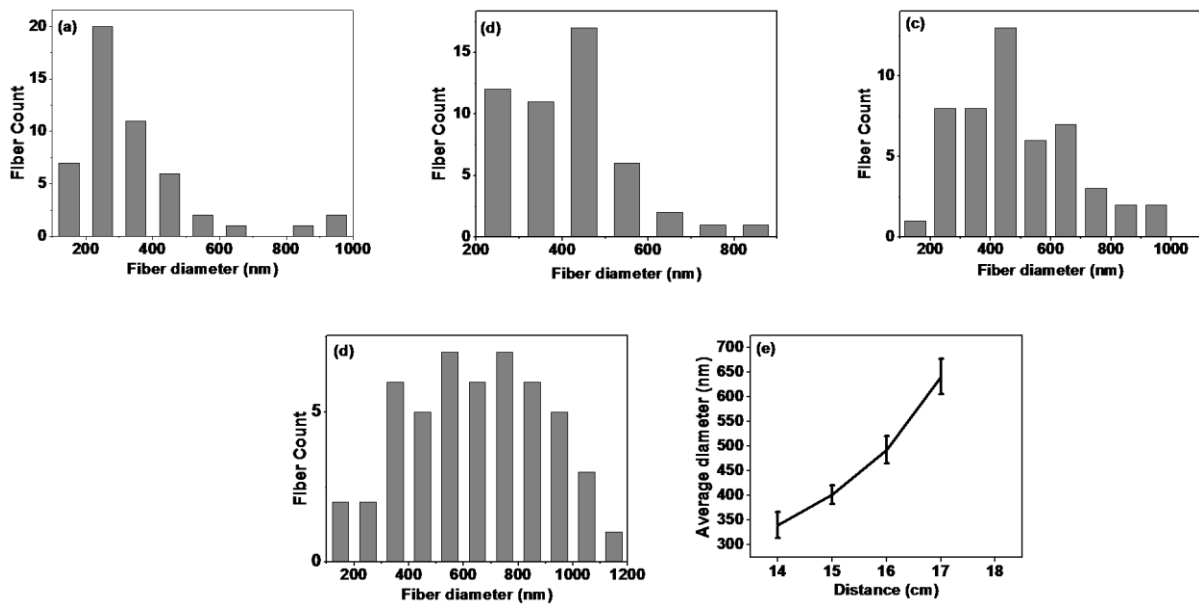 (a)
Fiber Count
20
15
10
5
0
200 400 600 800 1000
Fiber diameter (nm)
(d)
Fiber Count
15
10
5
0
200 400 600 800
Fiber diameter (nm)
(c)
Fiber Count
10
5
0
200 400 600 800 1000
Fiber diameter (nm)
(d)
Fiber Count
5
0
200 400 600 800 1000 1200
Fiber diameter (nm)
(e)
Average diameter (nm)
700
650
600
550
500
450
400
350
300
14 15 16 17 18
Distance (cm)